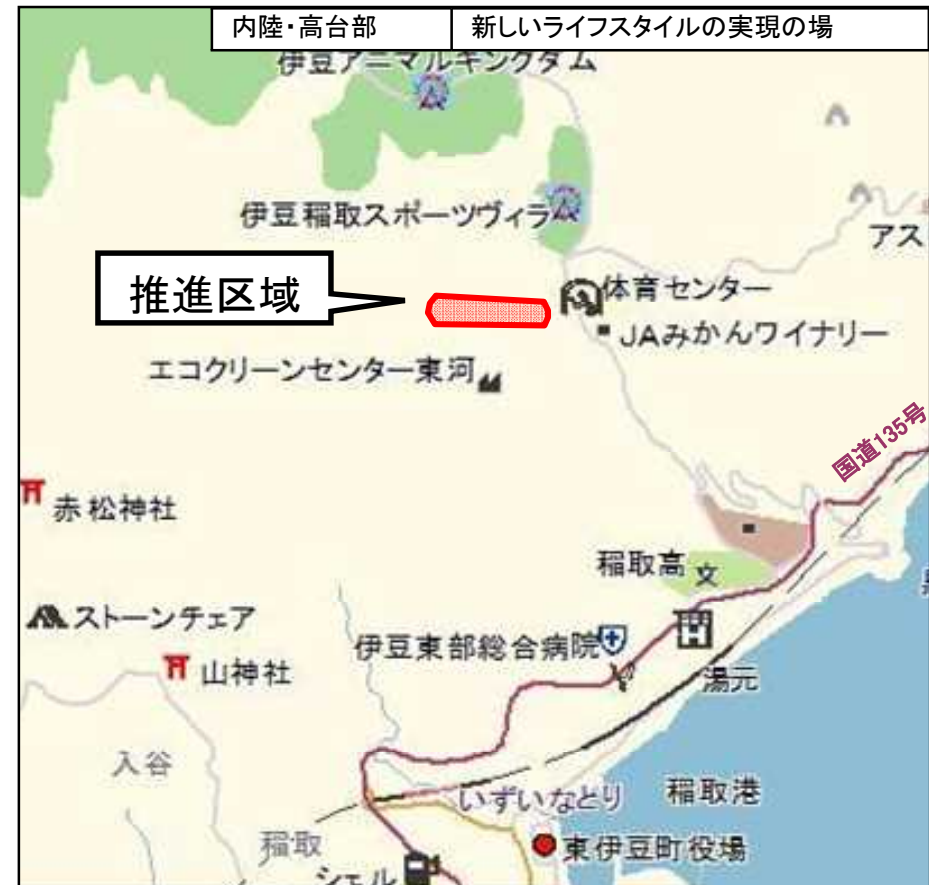 内陸・高台部
新しいライフスタイルの実現の場
伊豆アニマルキングダム
伊豆稲取スポーツヴィラ
アス
推進区域
体育センター
JAみかんワイナリー
エコクリーンセンター東河
国道135号
赤松神社
稲取高
文
ストーンチェア
伊豆東部総合病院
山神社
湯元
入谷
いずいなとり
稲取港
稲取
東伊豆町役場
シェル